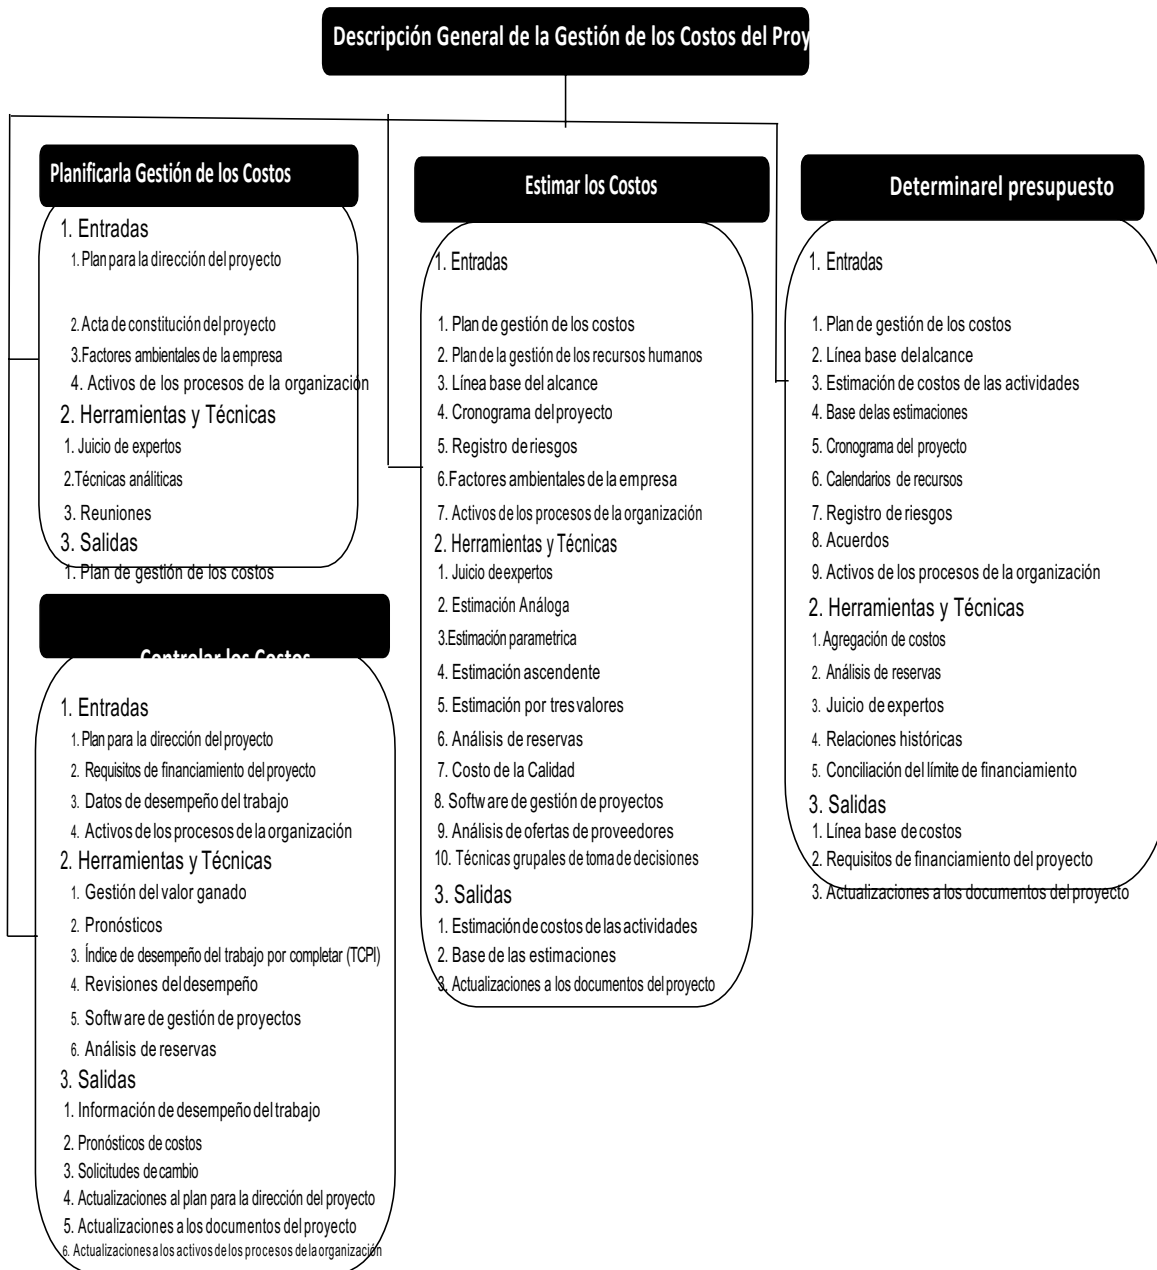 Descripción General de la Gestión de los Costos del Proy
Planificarla Gestión de los Costos
1. Entradas
1. Plan para la dirección del proyecto
2. Acta de constitución del proyecto
3. Factores ambientales de la empresa
4. Activos de los procesos de la organización
2. Herramientas y Técnicas
1. Juicio de expertos
2. Técnicas análiticas
3. Reuniones
3. Salidas
1. Plan de gestión de los costos
Controlar los Costos
1. Entradas
1. Plan para la dirección del proyecto
2. Requisitos de financiamiento del proyecto
3. Datos de desempeño del trabajo
4. Activos de los procesos de la organización
2. Herramientas y Técnicas
1. Gestión del valor ganado
2. Pronósticos
3. Índice de desempeño del trabajo por completar (TCPI)
4. Revisiones del desempeño
5. Software de gestión de proyectos
6. Análisis de reservas
3. Salidas
1. Información de desempeño del trabajo
2. Pronósticos de costos
3. Solicitudes de cambio
4. Actualizaciones al plan para la dirección del proyecto
5. Actualizaciones a los documentos del proyecto
6. Actualizaciones a los activos de los procesos de la organización
Estimar los Costos
1. Entradas
1. Plan de gestión de los costos
2. Plan de la gestión de los recursos humanos
3. Línea base del alcance
4. Cronograma del proyecto
5. Registro de riesgos
6. Factores ambientales de la empresa
7. Activos de los procesos de la organización
2. Herramientas y Técnicas
1. Juicio de expertos
2. Estimación Análoga
3. Estimación parametrica
4. Estimación ascendente
5. Estimación por tres valores
6. Análisis de reservas
7. Costo de la Calidad
8. Software de gestión de proyectos
9. Análisis de ofertas de proveedores
10. Técnicas grupales de toma de decisiones
3. Salidas
1. Estimación de costos de las actividades
2. Base de las estimaciones
3. Actualizaciones a los documentos del proyecto
Determinarel presupuesto
1. Entradas
1. Plan de gestión de los costos
2. Línea base del alcance
3. Estimación de costos de las actividades
4. Base de las estimaciones
5. Cronograma del proyecto
6. Calendarios de recursos
7. Registro de riesgos
8. Acuerdos
9. Activos de los procesos de la organización
2. Herramientas y Técnicas
1. Agregación de costos
2. Análisis de reservas
3. Juicio de expertos
4. Relaciones históricas
5. Conciliación del límite de financiamiento
3. Salidas
1. Línea base de costos
2. Requisitos de financiamiento del proyecto
3. Actualizaciones a los documentos del proyecto